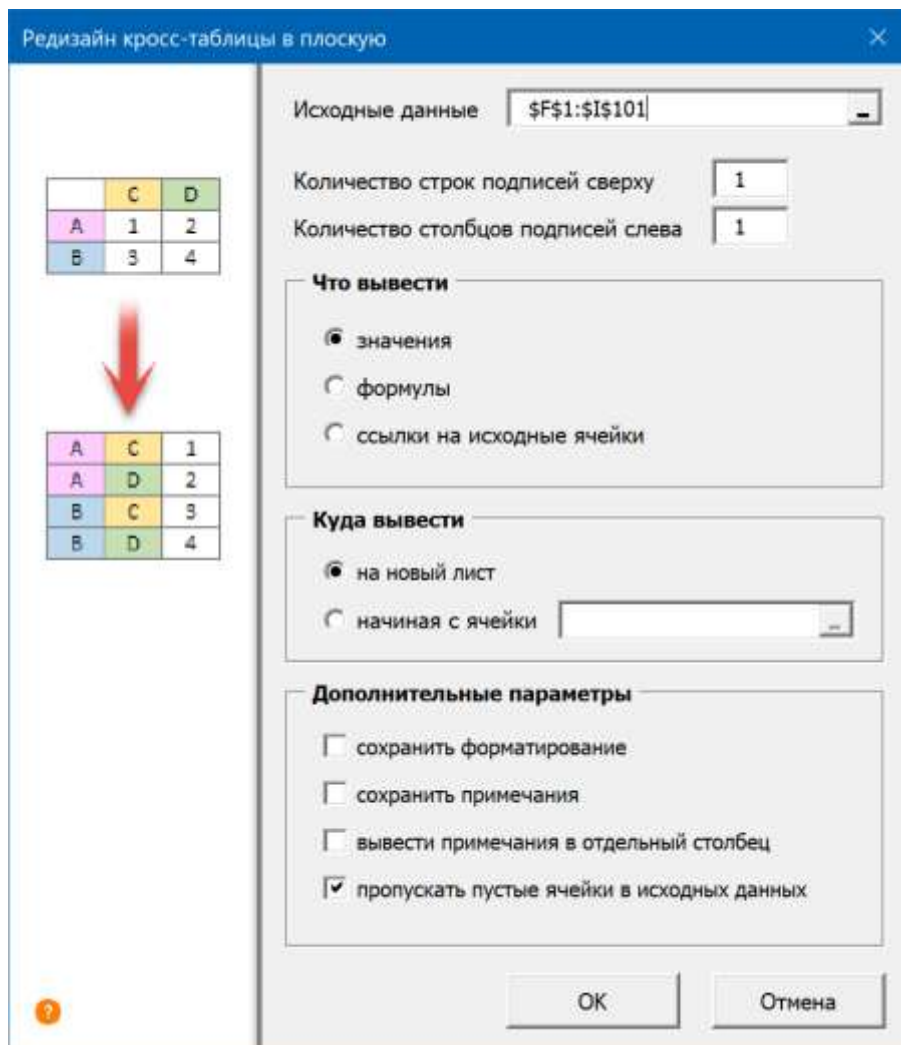 Редизайн кросс-таблицы в плоскую
Исходные данные $F$1:$I$101
Количество строк подписей сверху 1
Количество столбцов подписей слева 1
C D
A 1 2
B 3 4
A C 1
A D 2
B C 3
B D 4
Что вывести
значения
формулы
ссылки на исходные ячейки
Куда вывести
на новый лист
начиная с ячейки
Дополнительные параметры
сохранить форматирование
сохранить примечания
вывести примечания в отдельный столбец
пропускать пустые ячейки в исходных данных
?
OK Отмена